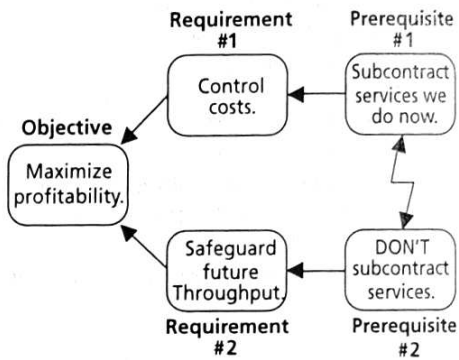 Requirement
#1
Control
costs.
Prerequisite
#1
Subcontract
services we
do now.
Objective
Maximize
profitability.
Safeguard
future
Throughput.
Requirement
#2
DON'T
subcontract
services.
Prerequisite
#2